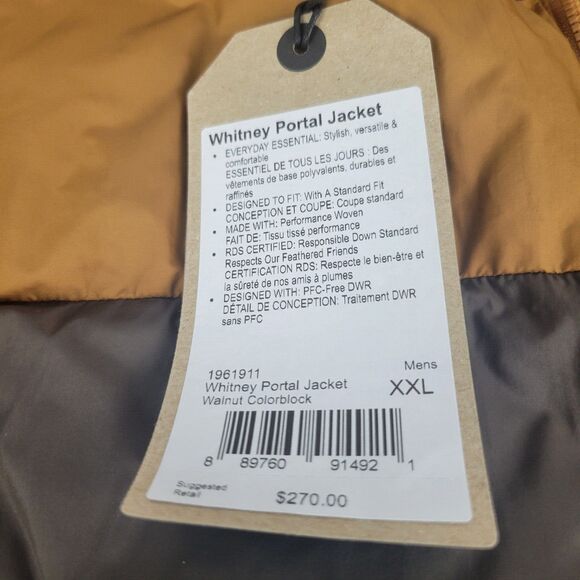 Whitney Portal Jacket
• EVERYDAY ESSENTIAL: Stylish, versatile &
comfortable
ESSENTIEL DE TOUS LES JOURS : Des
vêtements de base polyvalents, durables et
raffinés
• DESIGNED TO FIT: With A Standard Fit
CONCEPTION ET COUPE: Coupe standard
• MADE WITH: Performance Woven
FAIT DE: Tissu tissé performance
• RDS CERTIFIED: Responsible Down Standard
Respects Our Feathered Friends
CERTIFICATION RDS: Respecte le bien-être et
la sûreté de nos amis à plumes
• DESIGNED WITH: PFC-Free DWR
DÉTAIL DE CONCEPTION: Traitement DWR
sans PFC
1961911 Mens
Whitney Portal Jacket XXL
Walnut Colorblock
8 89760 91492 1
Suggested
Retail $270.00